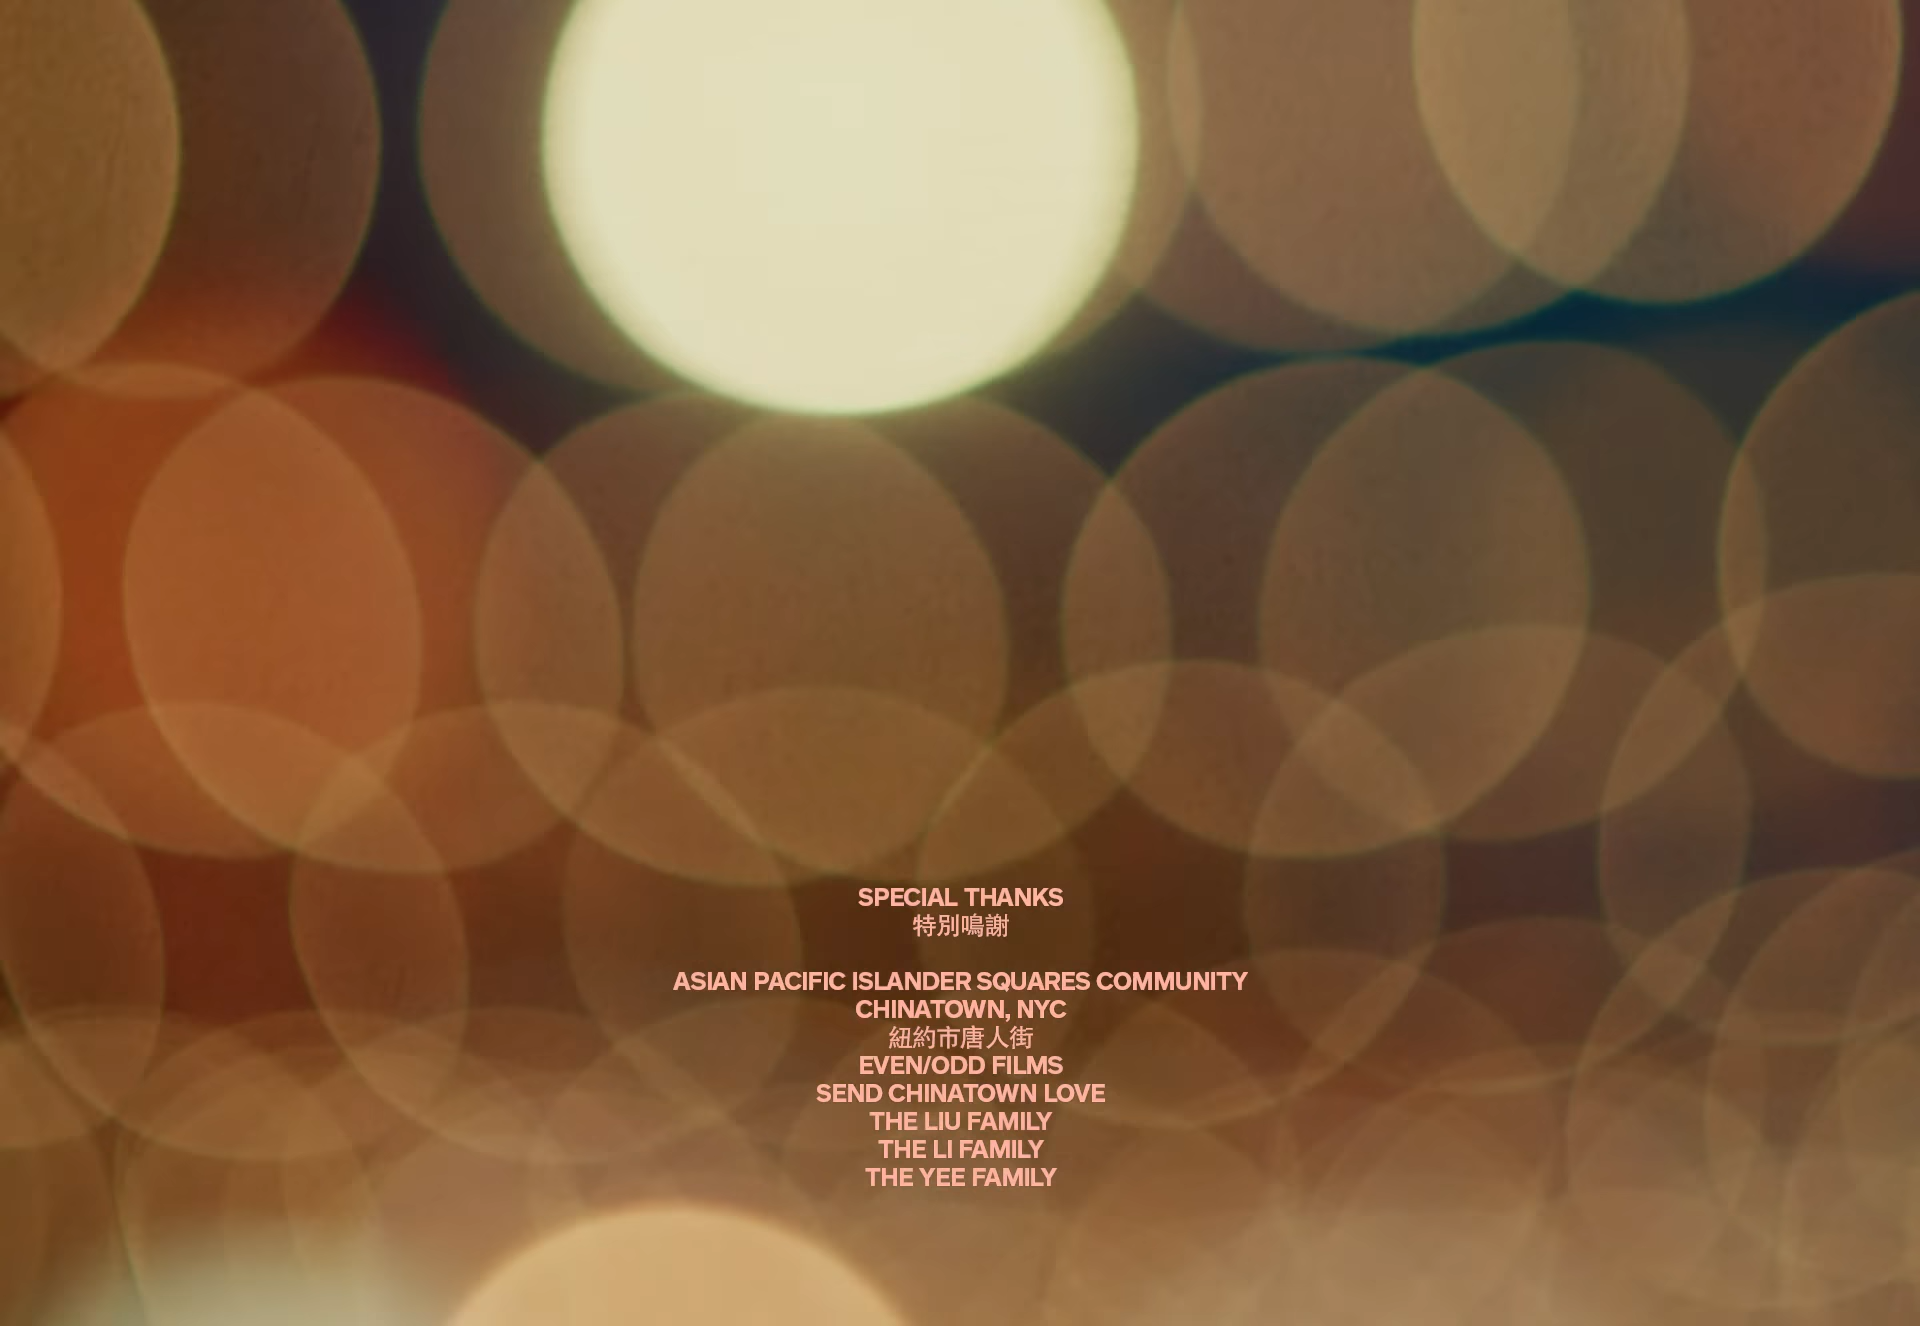 SPECIAL THANKS
特別鳴謝
ASIAN PACIFIC ISLANDER SQUARES COMMUNITY
CHINATOWN, NYC
紐約市唐人街
EVEN/ODD FILMS
SEND CHINATOWN LOVE
THE LIU FAMILY
THE LI FAMILY
THE YEE FAMILY